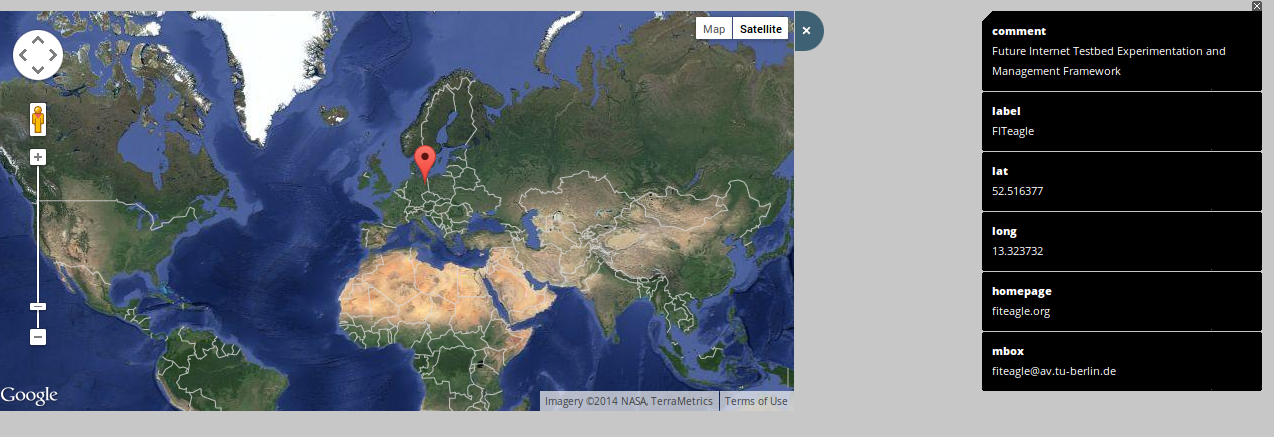 Map Satellite
Google
Imagery ©2014 NASA, TerraMetrics Terms of Use
comment
Future Internet Testbed Experimentation and
Management Framework
label
FITeagle
lat
52.516377
long
13.323732
homepage
fiteagle.org
mbox
fiteagle@av.tu-berlin.de